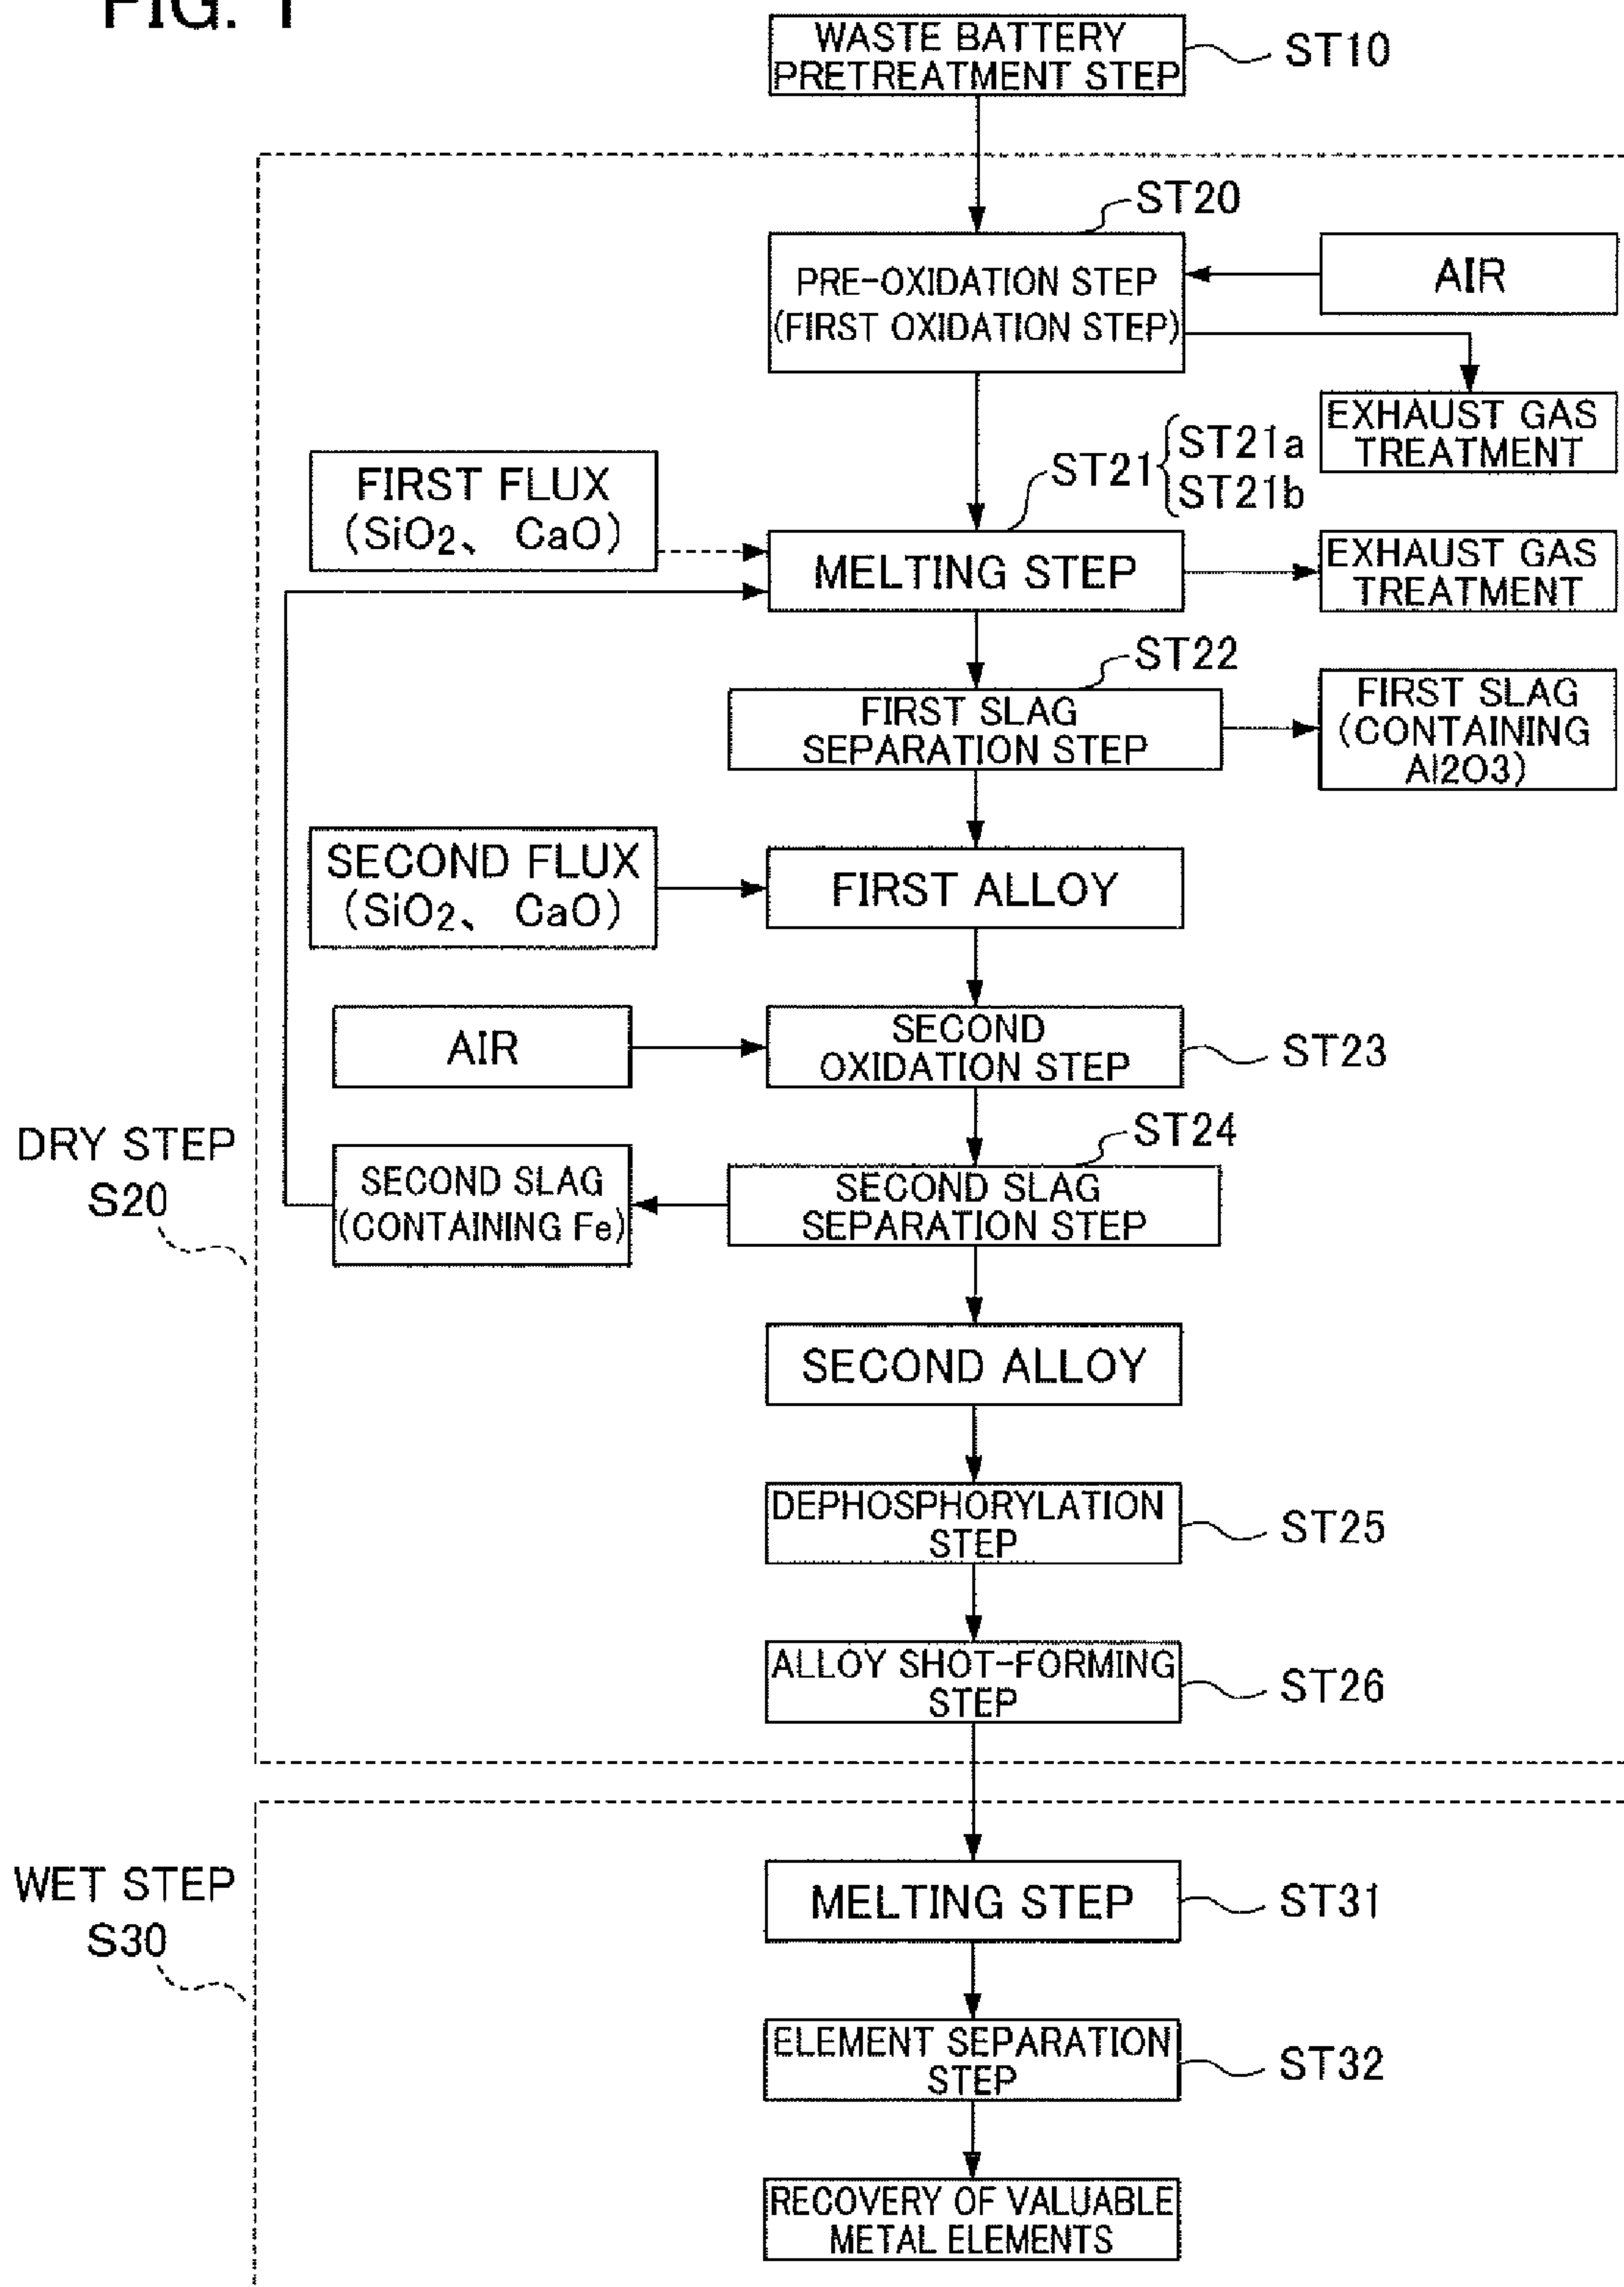 FIG. 1
WASTE BATTERY
PRETREATMENT STEP
ST10
ST20
PRE-OXIDATION STEP
(FIRST OXIDATION STEP)
AIR
EXHAUST GAS
TREATMENT
ST21
ST21a
ST21b
FIRST FLUX
(SiO2、 CaO)
MELTING STEP
EXHAUST GAS
TREATMENT
ST22
FIRST SLAG
SEPARATION STEP
FIRST SLAG
(CONTAINING
Al2O3)
SECOND FLUX
(SiO2、 CaO)
FIRST ALLOY
AIR
SECOND
OXIDATION STEP
ST23
DRY STEP
S20
ST24
SECOND SLAG
(CONTAINING Fe)
SECOND SLAG
SEPARATION STEP
SECOND ALLOY
DEPHOSPHORYLATION
STEP
ST25
ALLOY SHOT-FORMING
STEP
ST26
WET STEP
S30
MELTING STEP
ST31
ELEMENT SEPARATION
STEP
ST32
RECOVERY OF VALUABLE
METAL ELEMENTS